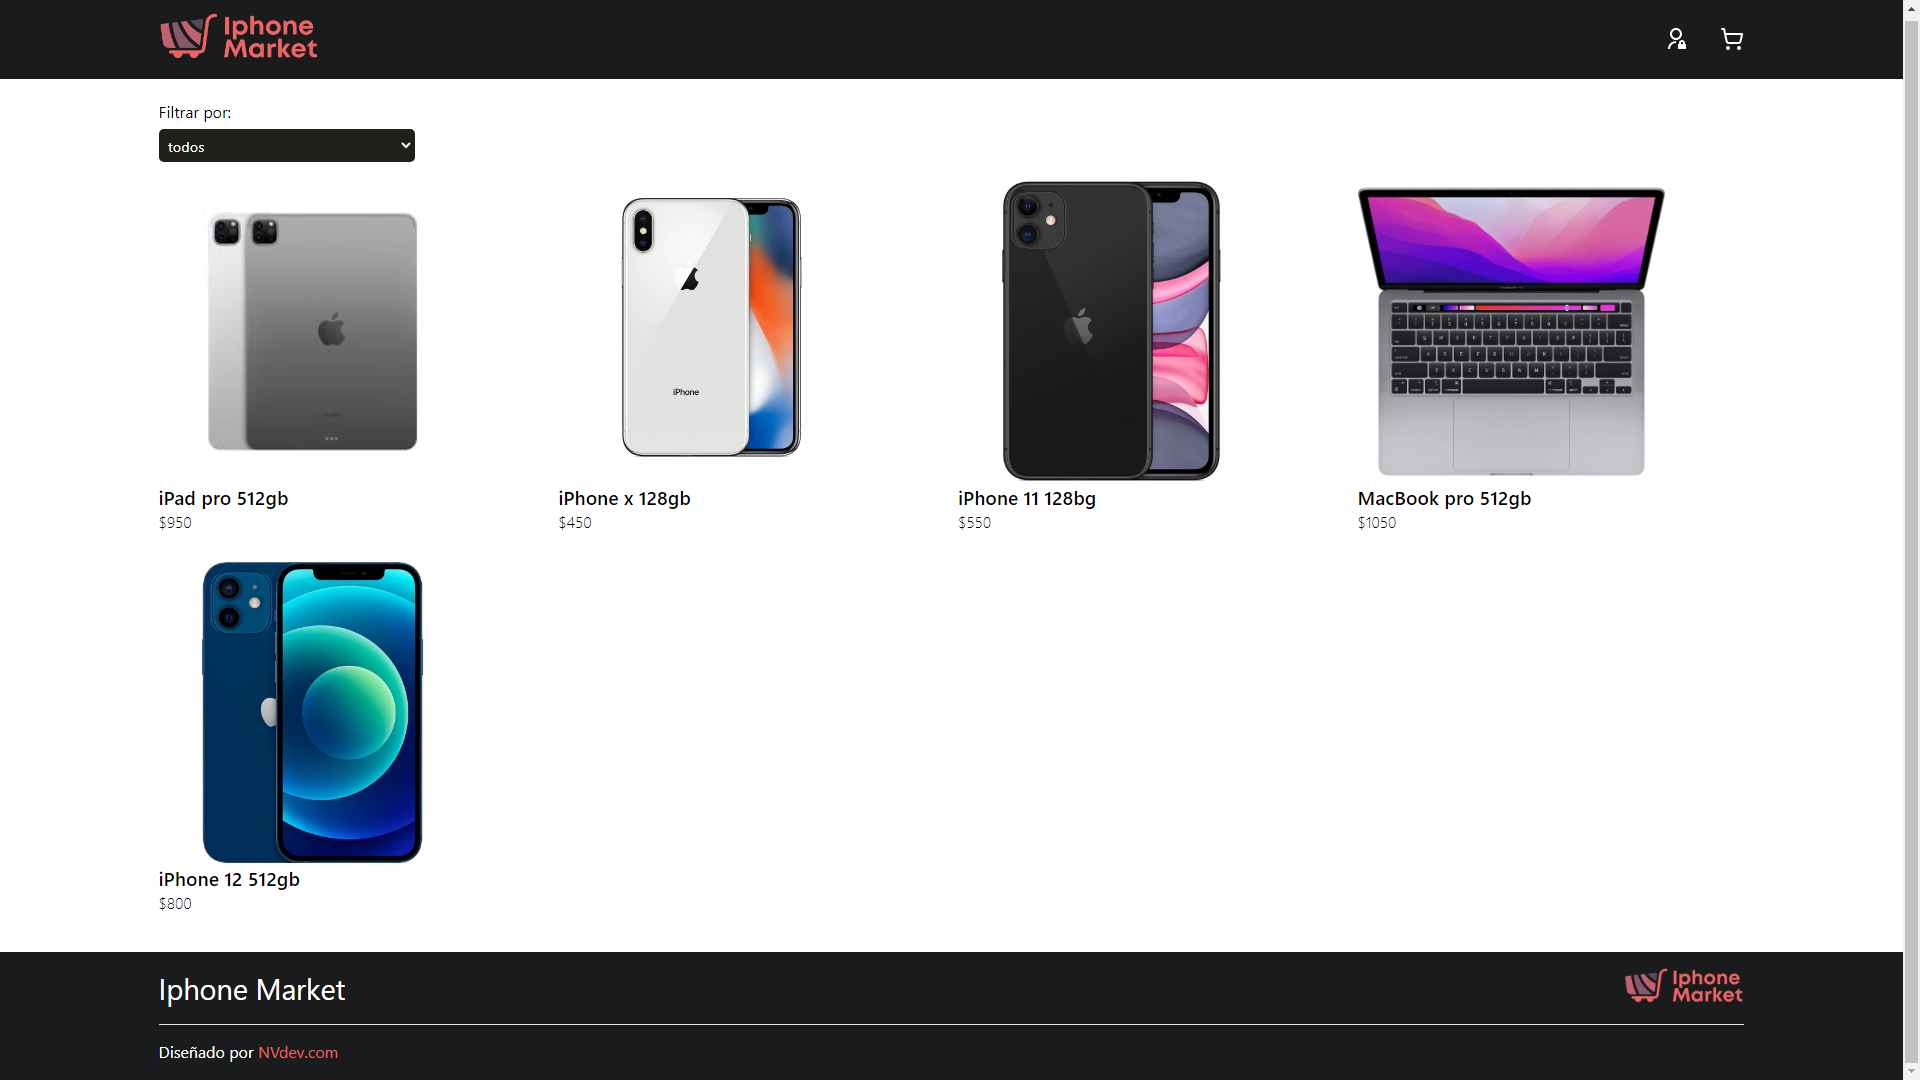 Iphone
Market
Filtrar por:
todos
iPhone
iPad pro 512gb
$950
iPhone x 128gb
$450
iPhone 11 128bg
$550
MacBook pro 512gb
$1050
iPhone 12 512gb
$800
Iphone Market
Iphone
Market
Diseñado por NVdev.com